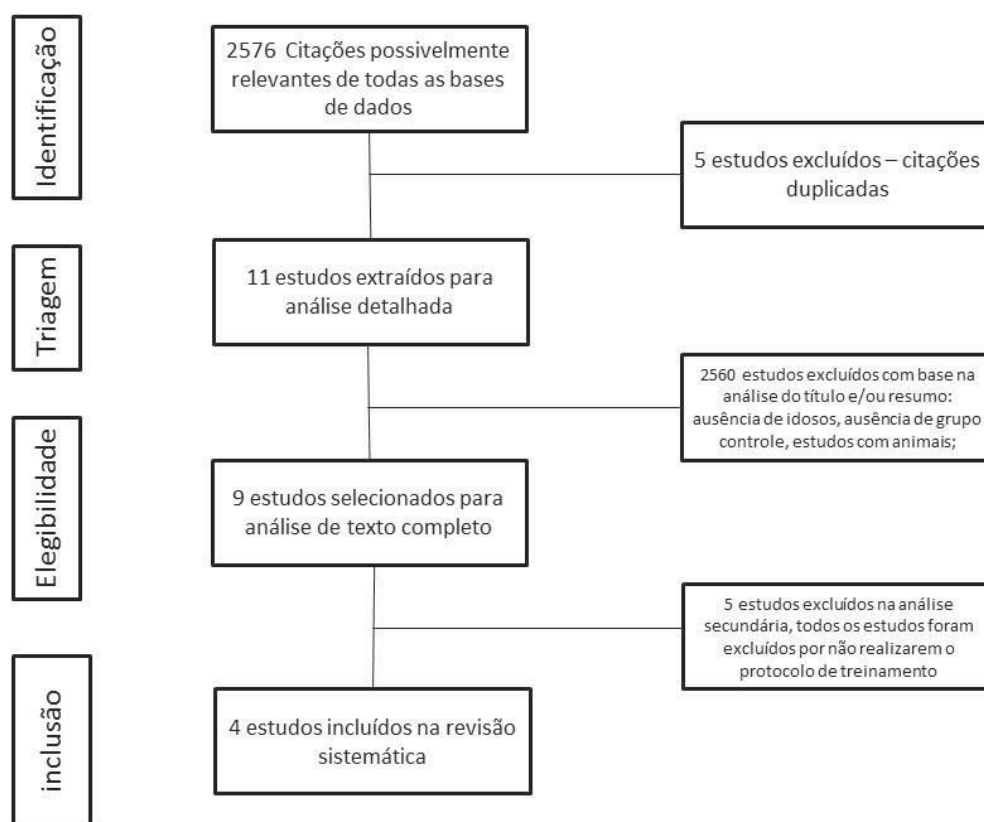 Identificação
2576 Citações possivelmente
relevantes de todas as bases
de dados
5 estudos excluídos – citações
duplicadas
Triagem
11 estudos extraídos para
análise detalhada
2560 estudos excluídos com base na
análise do título e/ou resumo:
ausência de idosos, ausência de grupo
controle, estudos com animais;
Elegibilidade
9 estudos selecionados para
análise de texto completo
5 estudos excluídos na análise
secundária, todos os estudos foram
excluídos por não realizarem o
protocolo de treinamento
inclusão
4 estudos incluídos na revisão
sistemática